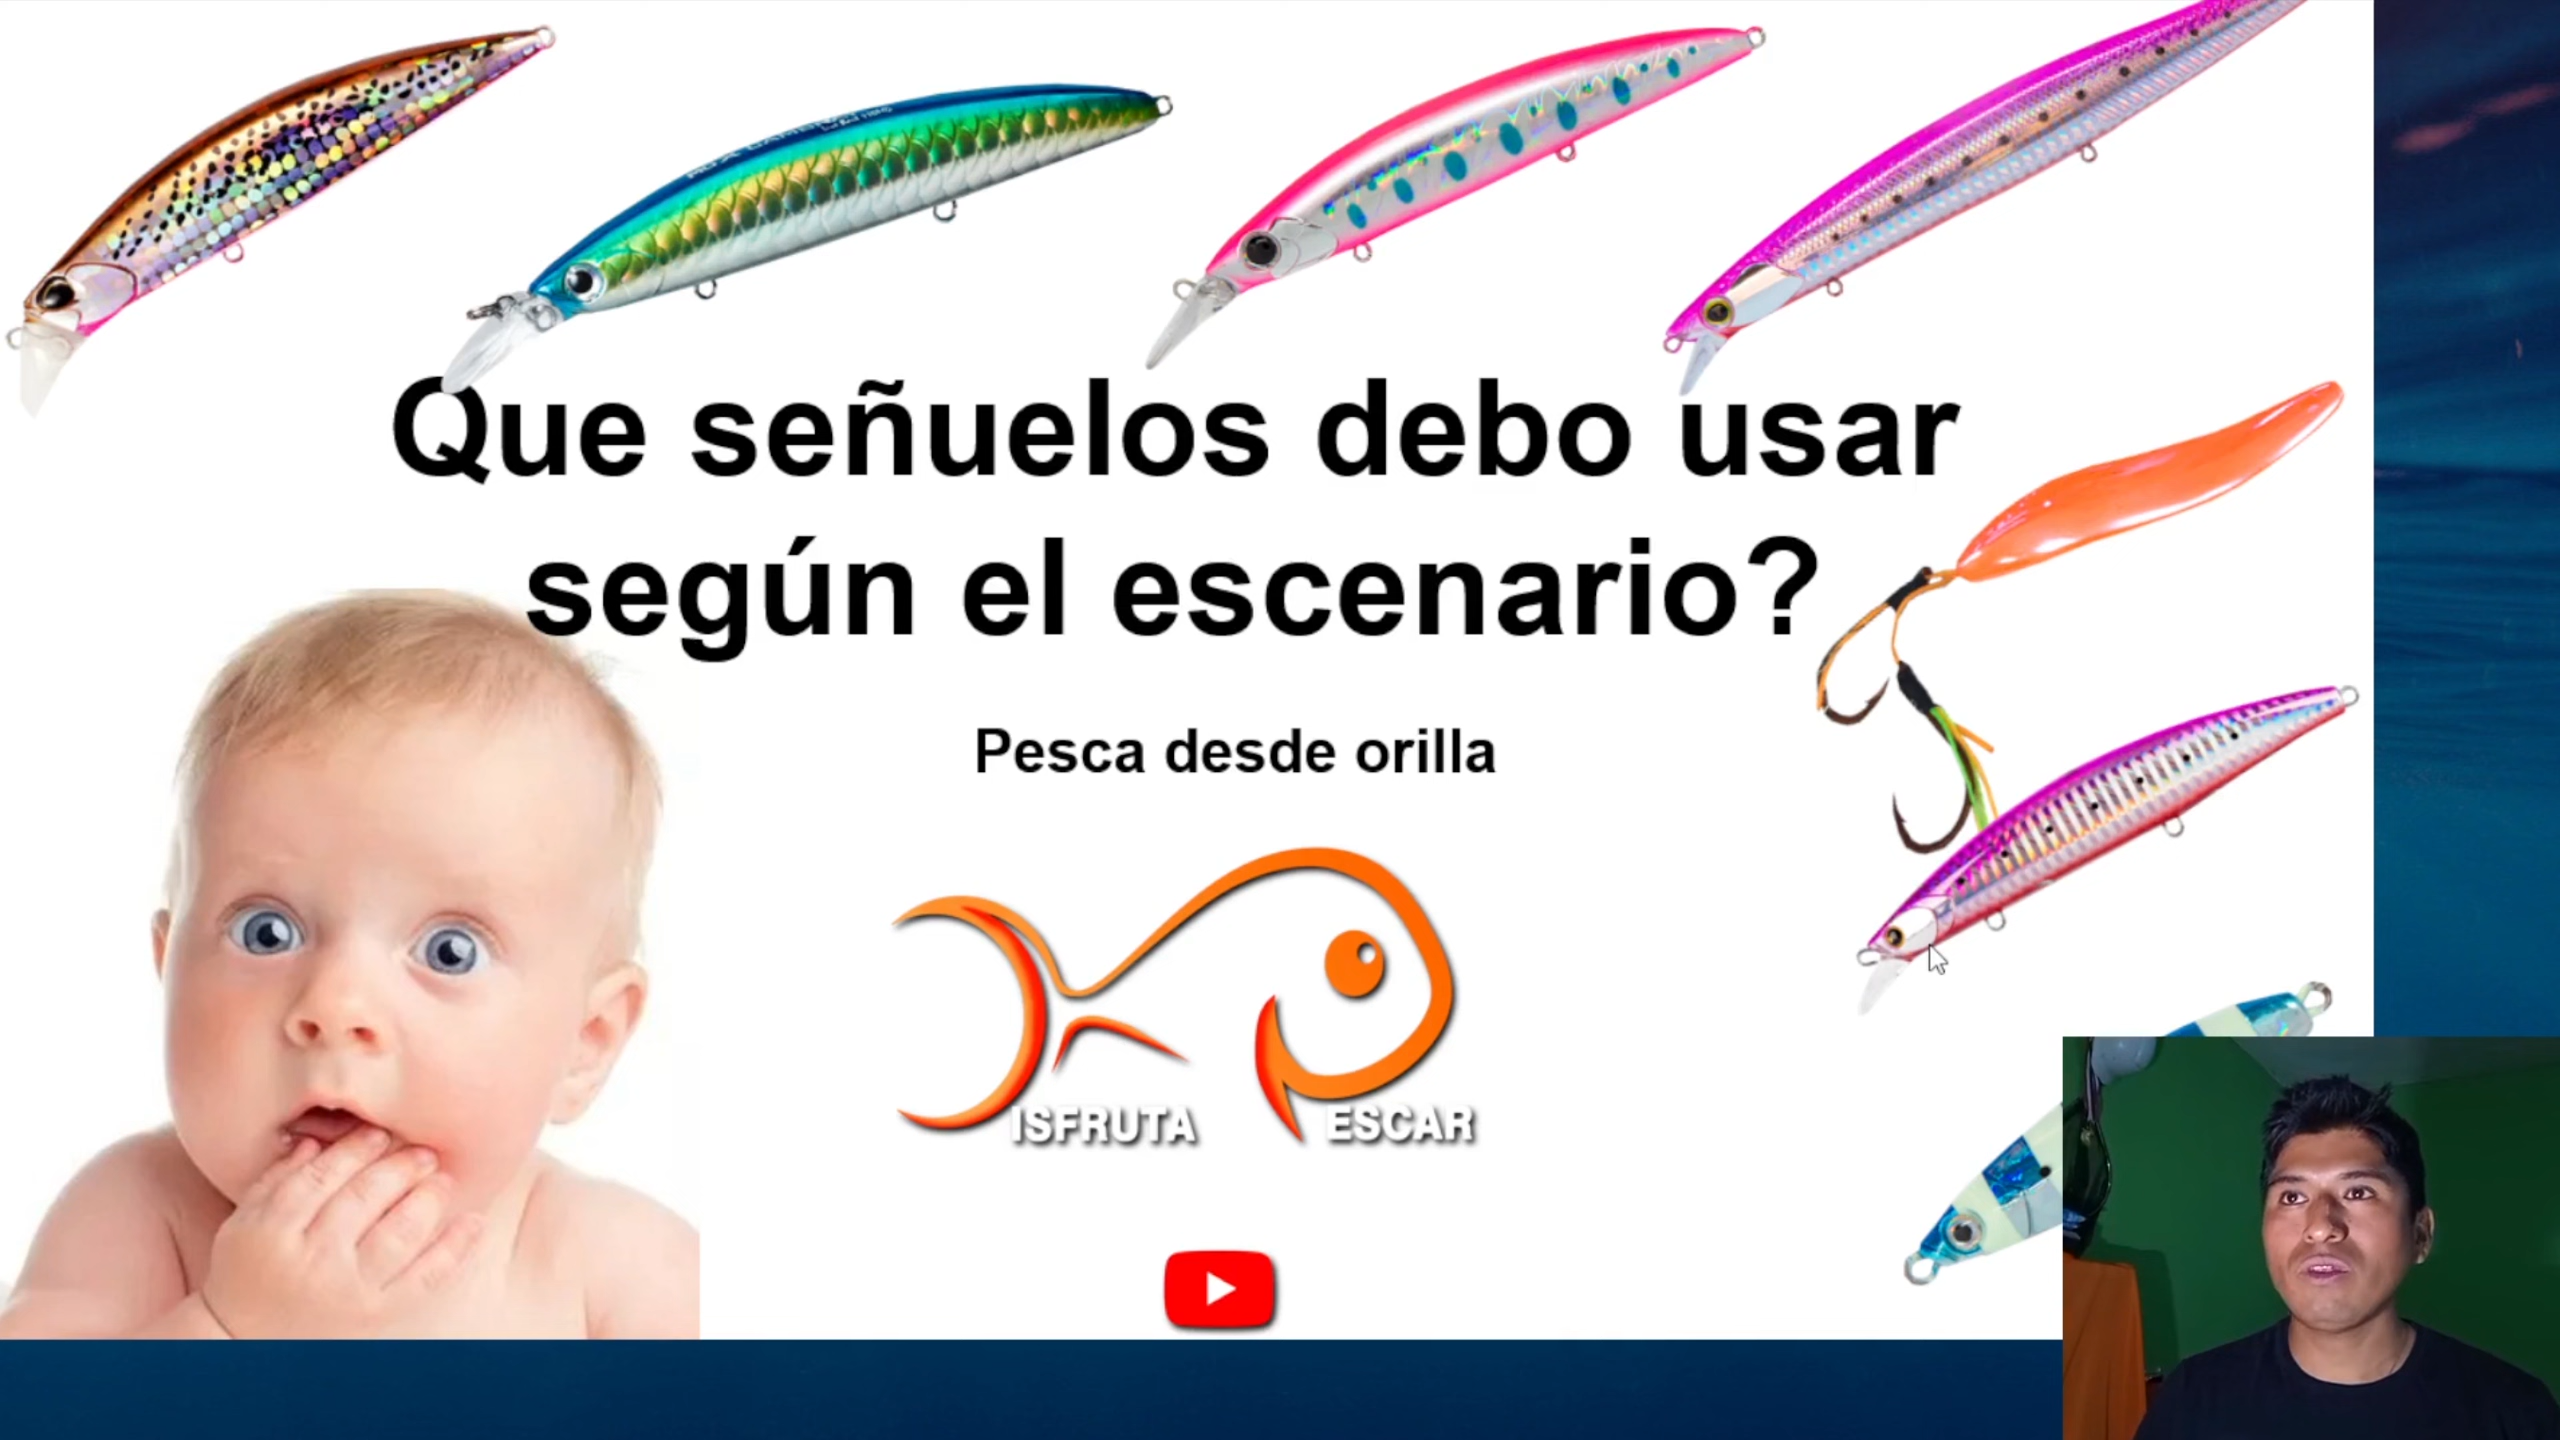 Que señuelos debo usar
según el escenario?
Pesca desde orilla
ISFRUTA ESCAR